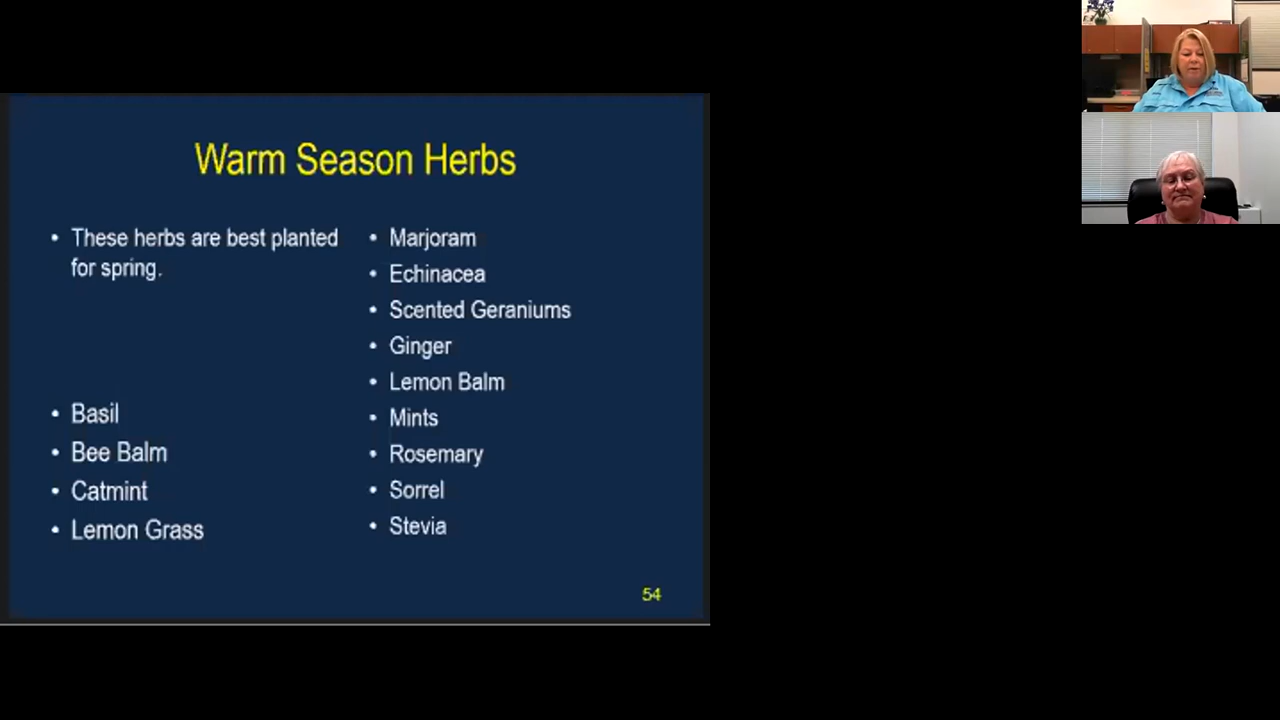 Warm Season Herbs
• These herbs are best planted
for spring.
• Basil
• Bee Balm
• Catmint
• Lemon Grass
• Marjoram
• Echinacea
• Scented Geraniums
• Ginger
• Lemon Balm
• Mints
• Rosemary
• Sorrel
• Stevia
54